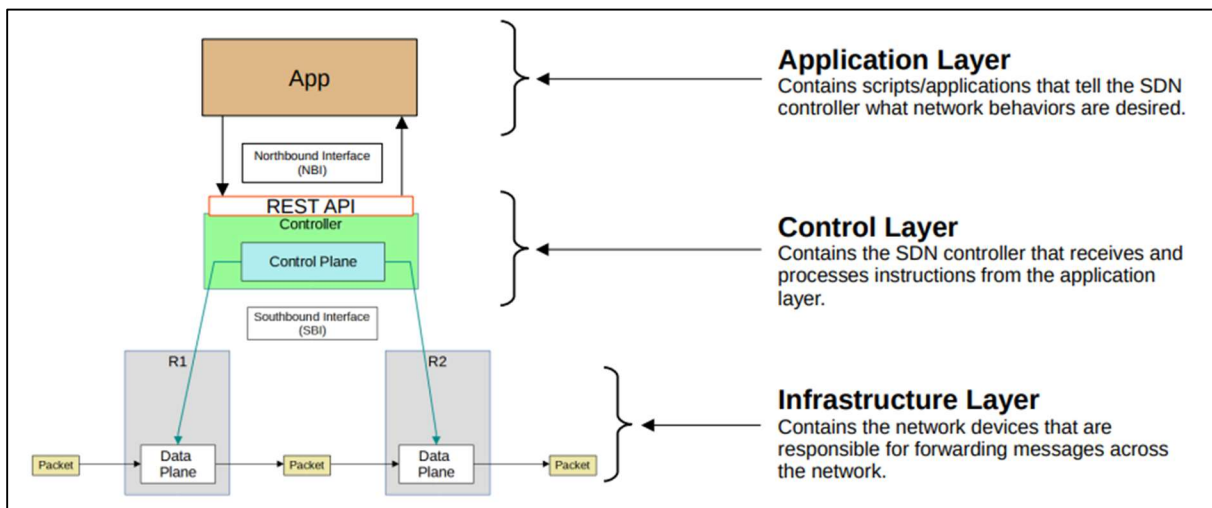 App
Application Layer
Contains scripts/applications that tell the SDN
controller what network behaviors are desired.
Northbound Interface
(NBI)
REST API
Controller
Control Plane
Control Layer
Contains the SDN controller that receives and
processes instructions from the application
layer.
Southbound Interface
(SBI)
R1
R2
Infrastructure Layer
Contains the network devices that are
responsible for forwarding messages across
the network.
Packet
Data
Plane
Packet
Data
Plane
Packet